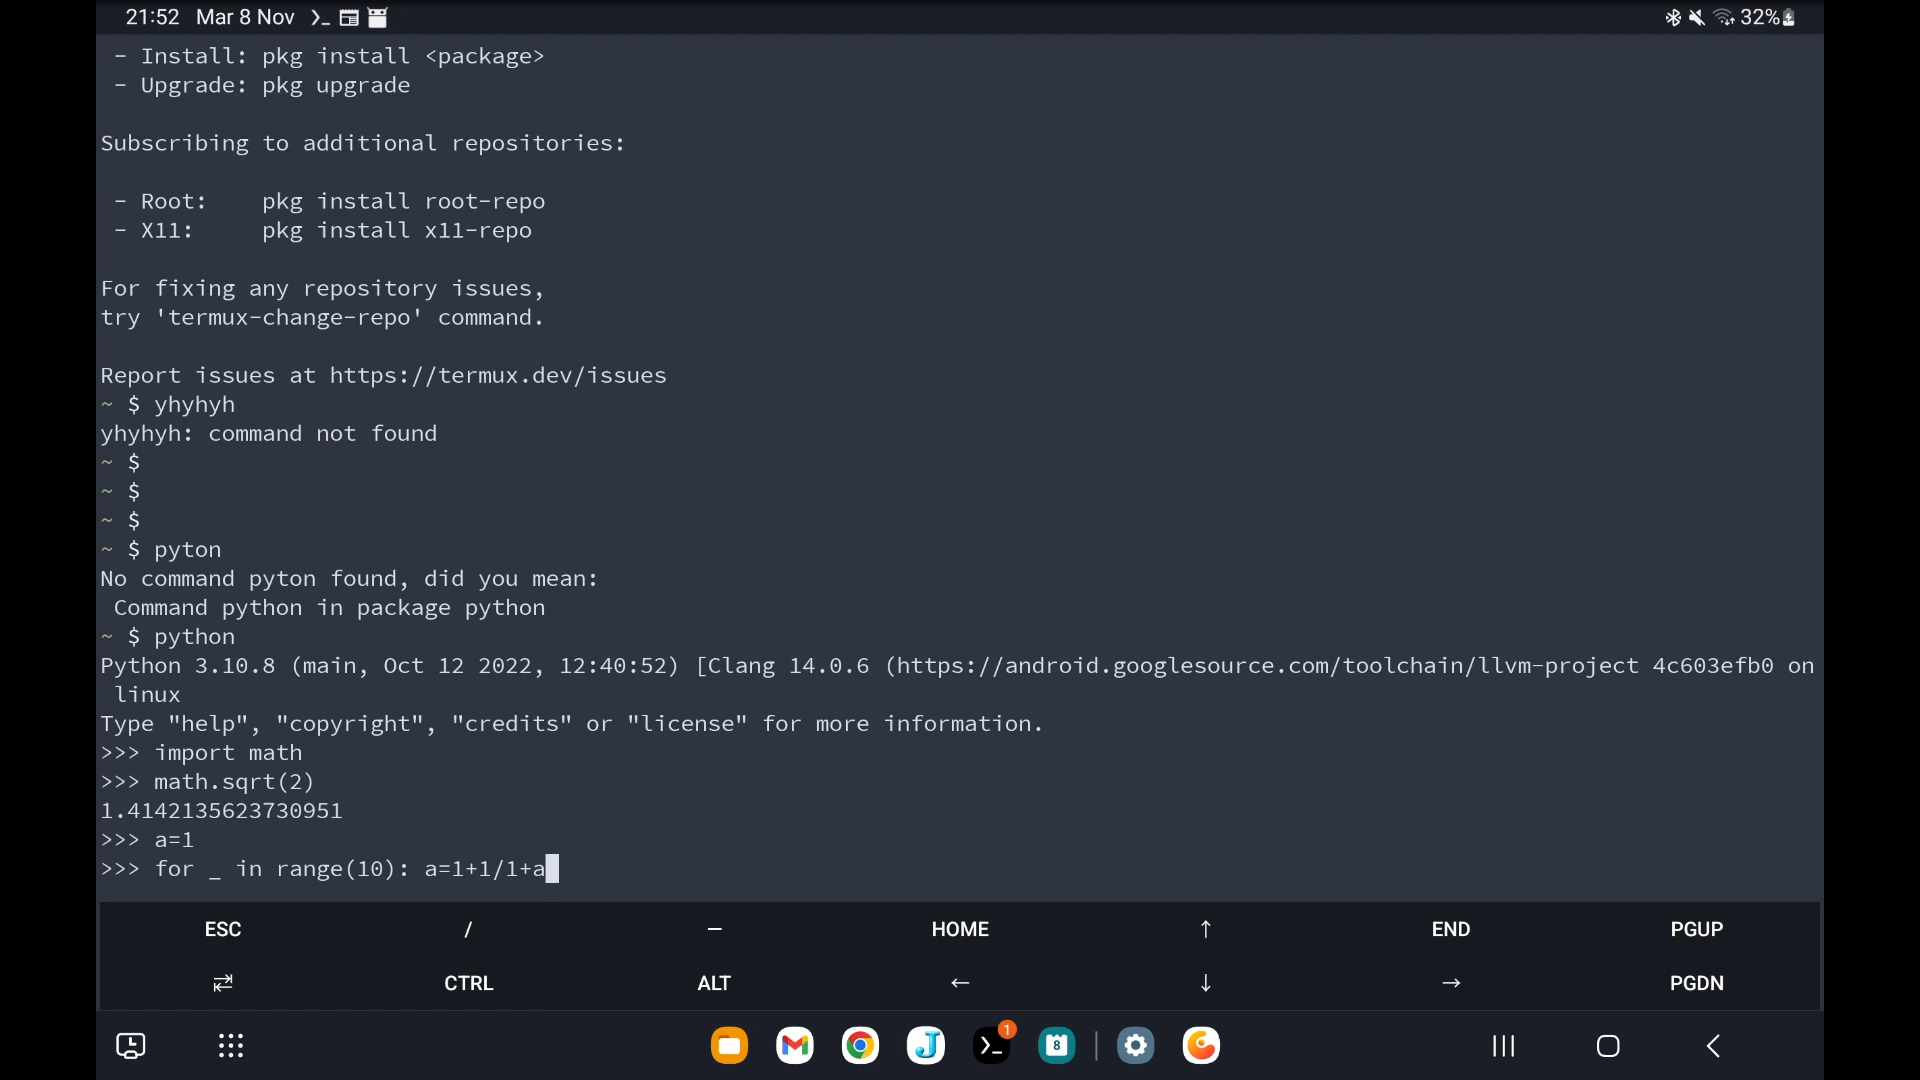 21:52 Mar 8 Nov 32%
- Install: pkg install <package>
- Upgrade: pkg upgrade
Subscribing to additional repositories:
- Root: pkg install root-repo
- X11: pkg install x11-repo
For fixing any repository issues,
try 'termux-change-repo' command.
Report issues at https://termux.dev/issues
~ $ yhyhyh
yhyhyh: command not found
~ $
~ $
~ $
~ $ pyton
No command pyton found, did you mean:
Command python in package python
~ $ python
Python 3.10.8 (main, Oct 12 2022, 12:40:52) [Clang 14.0.6 (https://android.googlesource.com/toolchain/llvm-project 4c603efb0 on
linux
Type "help", "copyright", "credits" or "license" for more information.
>>> import math
>>> math.sqrt(2)
1.4142135623730951
>>> a=1
>>> for _ in range(10): a=1+1/1+a
ESC / — HOME ↑ END PGUP
⇄ CTRL ALT ← ↓ → PGDN
1
8